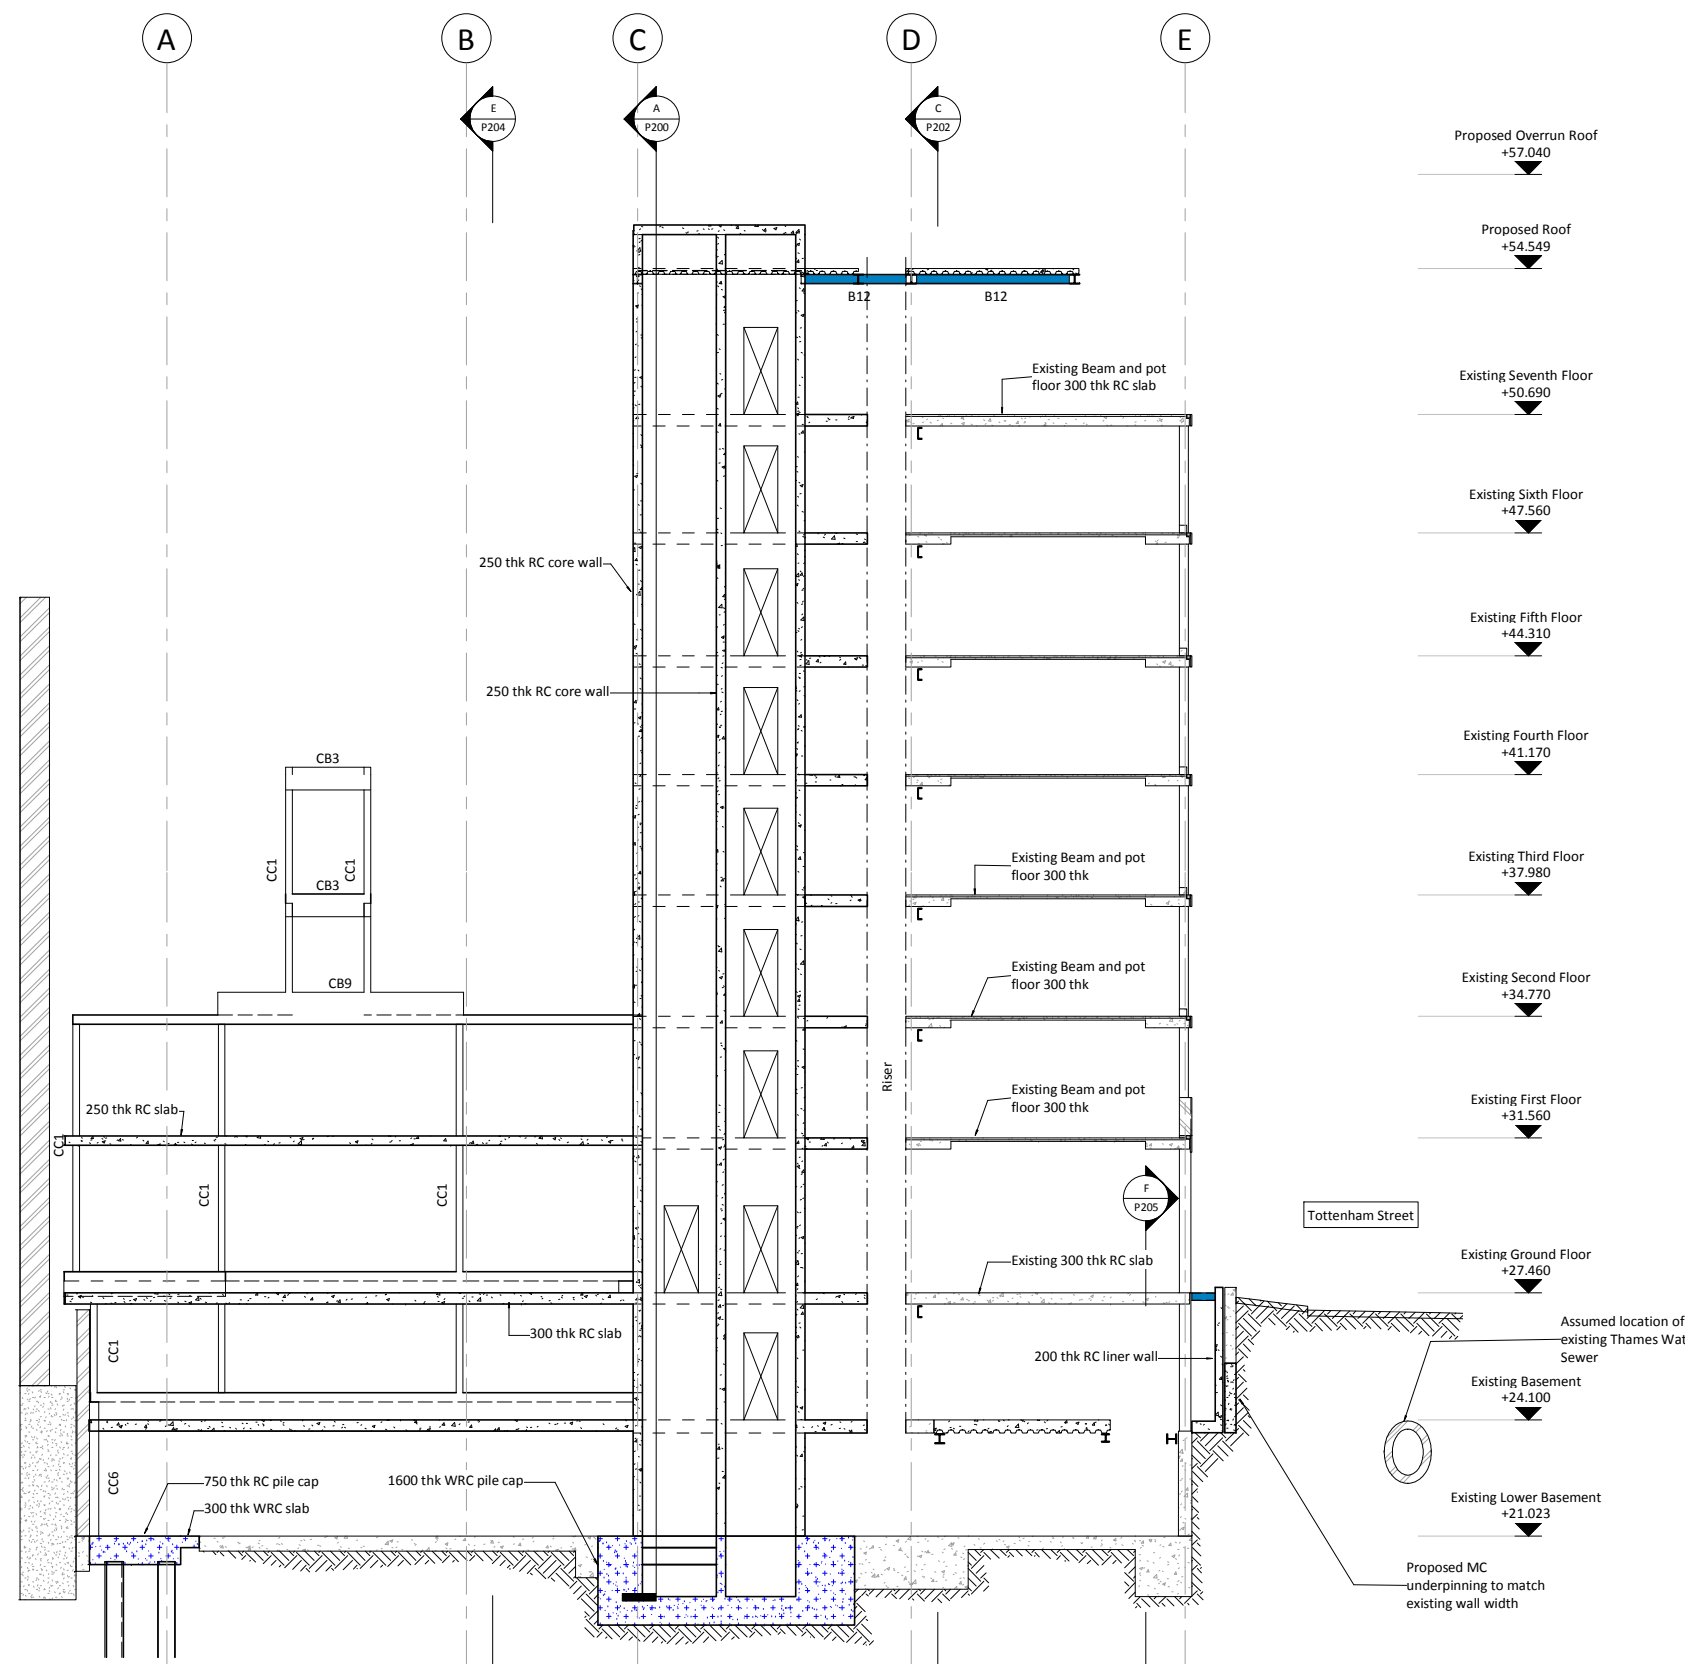 A
B
C
D
E
E
P204
A
P200
C
P202
Proposed Overrun Roof
+57.040
Proposed Roof
+54.549
B12
B12
Existing Beam and pot
floor 300 thk RC slab
Existing Seventh Floor
+50.690
Existing Sixth Floor
+47.560
250 thk RC core wall
Existing Fifth Floor
+44.310
250 thk RC core wall
Existing Fourth Floor
+41.170
CB3
CC1
CC1
CB3
Existing Beam and pot
floor 300 thk
Existing Third Floor
+37.980
CB9
Existing Beam and pot
floor 300 thk
Existing Second Floor
+34.770
Riser
250 thk RC slab
Existing Beam and pot
floor 300 thk
Existing First Floor
+31.560
CC1
CC1
CC1
F
P205
Tottenham Street
Existing 300 thk RC slab
Existing Ground Floor
+27.460
300 thk RC slab
CC1
200 thk RC liner wall
Assumed location of
existing Thames Wat
Sewer
Existing Basement
+24.100
CC6
750 thk RC pile cap
300 thk WRC slab
1600 thk WRC pile cap
Existing Lower Basement
+21.023
Proposed MC
underpinning to match
existing wall width